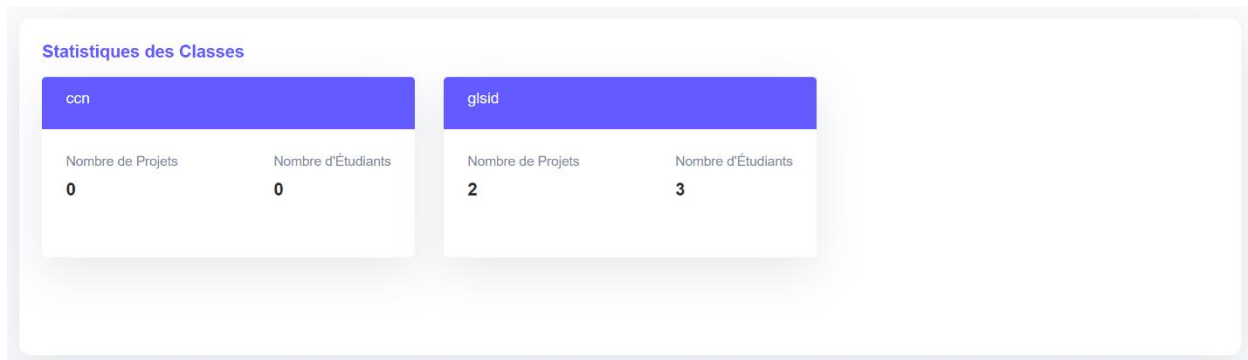 Statistiques des Classes
ccn
Nombre de Projets
0
Nombre d'Étudiants
0
glsid
Nombre de Projets
2
Nombre d'Étudiants
3